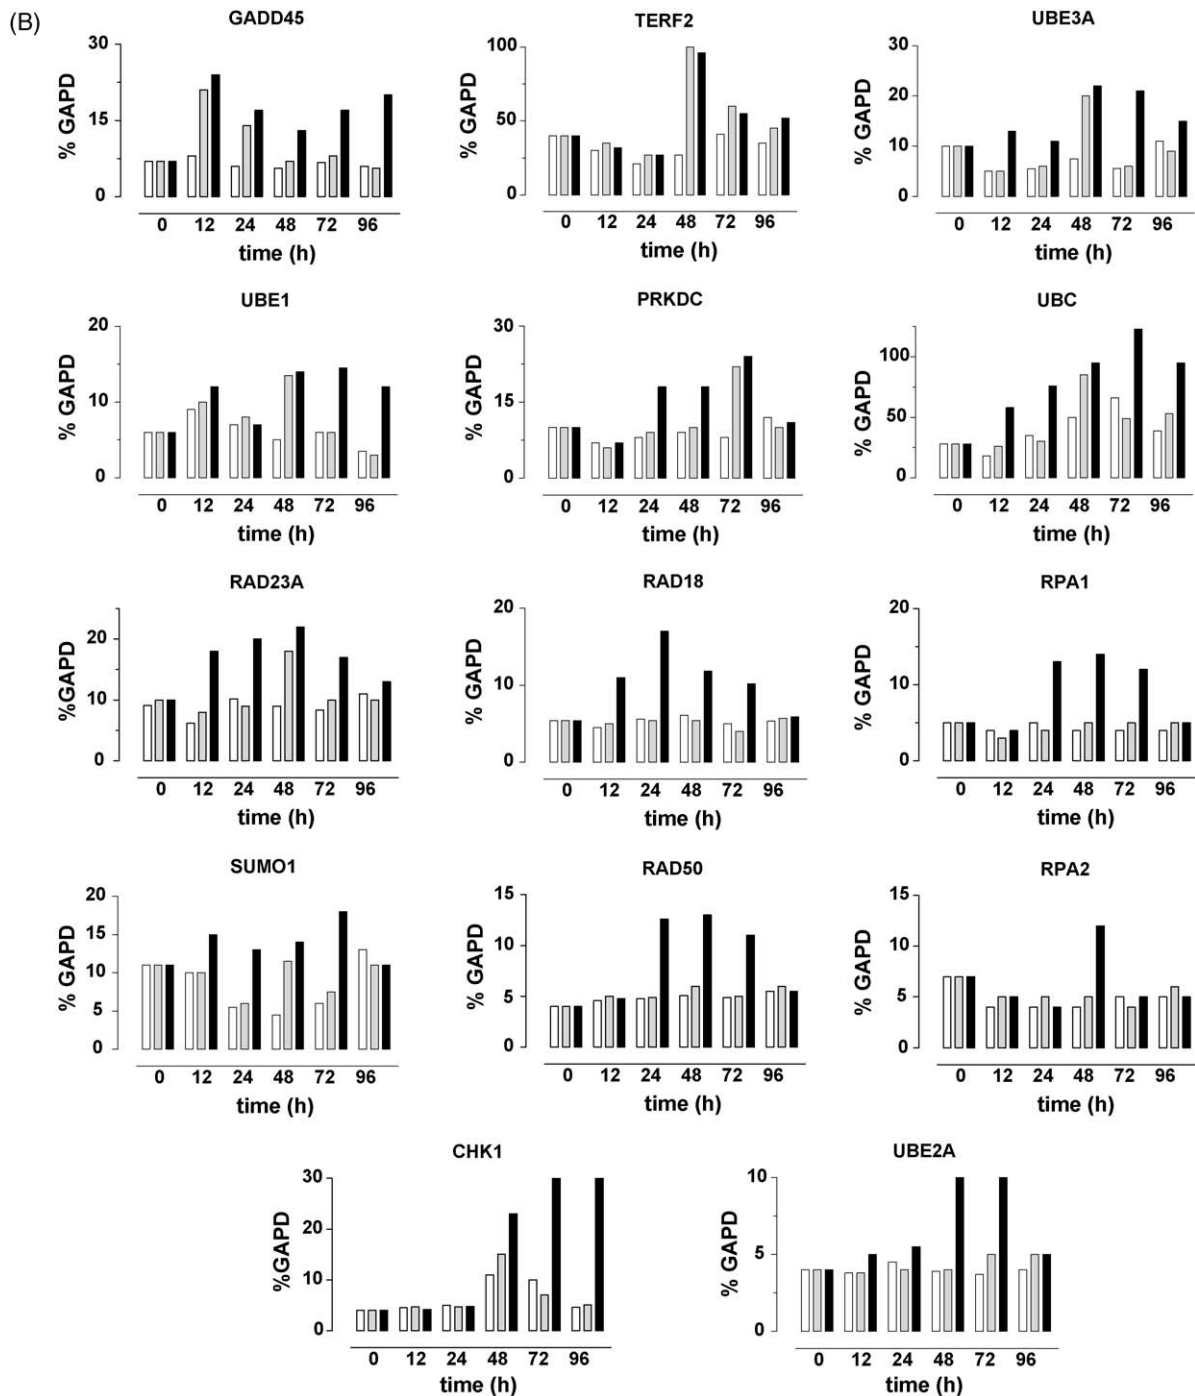 (B)
GADD45
% GAPD
30
15
0
0 12 24 48 72 96
time (h)
TERF2
% GAPD
100
50
0
0 12 24 48 72 96
time (h)
UBE3A
% GAPD
30
20
10
0
0 12 24 48 72 96
time (h)
UBE1
% GAPD
20
10
0
0 12 24 48 72 96
time (h)
PRKDC
% GAPD
30
15
0
0 12 24 48 72 96
time (h)
UBC
% GAPD
100
50
0
0 12 24 48 72 96
time (h)
RAD23A
%GAPD
20
10
0
0 12 24 48 72 96
time (h)
RAD18
% GAPD
20
10
0
0 12 24 48 72 96
time (h)
RPA1
% GAPD
20
10
0
0 12 24 48 72 96
time (h)
SUMO1
% GAPD
20
15
10
5
0
0 12 24 48 72 96
time (h)
RAD50
% GAPD
15
10
5
0
0 12 24 48 72 96
time (h)
RPA2
% GAPD
15
10
5
0
0 12 24 48 72 96
time (h)
CHK1
%GAPD
30
20
10
0
0 12 24 48 72 96
time (h)
UBE2A
% GAPD
10
5
0
0 12 24 48 72 96
time (h)